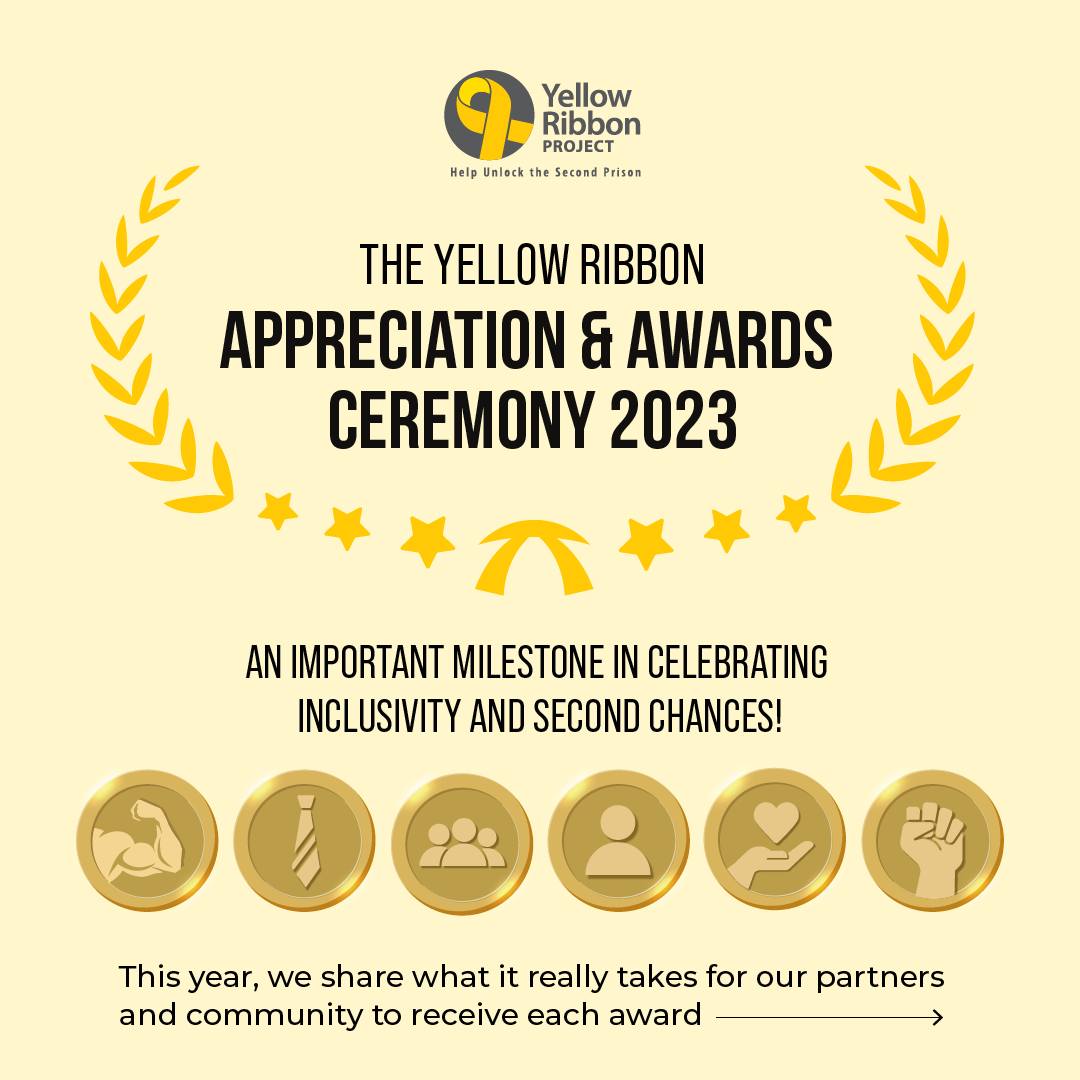 Yellow
Ribbon
PROJECT
Help Unlock the Second Prison
THE YELLOW RIBBON
APPRECIATION & AWARDS
CEREMONY 2023
AN IMPORTANT MILESTONE IN CELEBRATING
INCLUSIVITY AND SECOND CHANCES!
This year, we share what it really takes for our partners
and community to receive each award